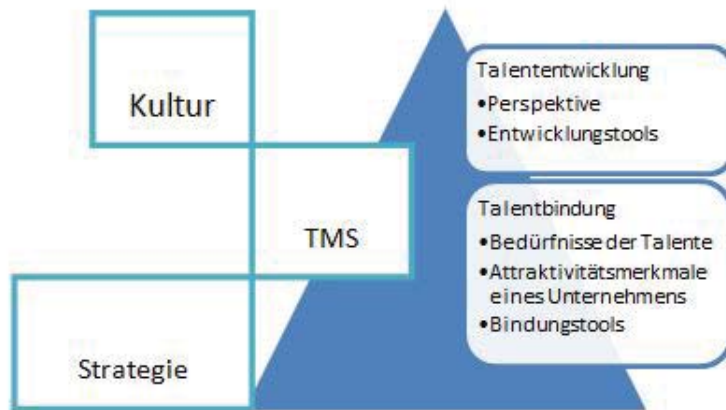 Kultur
TMS
Strategie
Talententwicklung
•Perspektive
•Entwicklungstools
Talentbindung
•Bedürfnisse der Talente
•Attraktivitätsmerkmale
eines Unternehmens
•Bindungstools